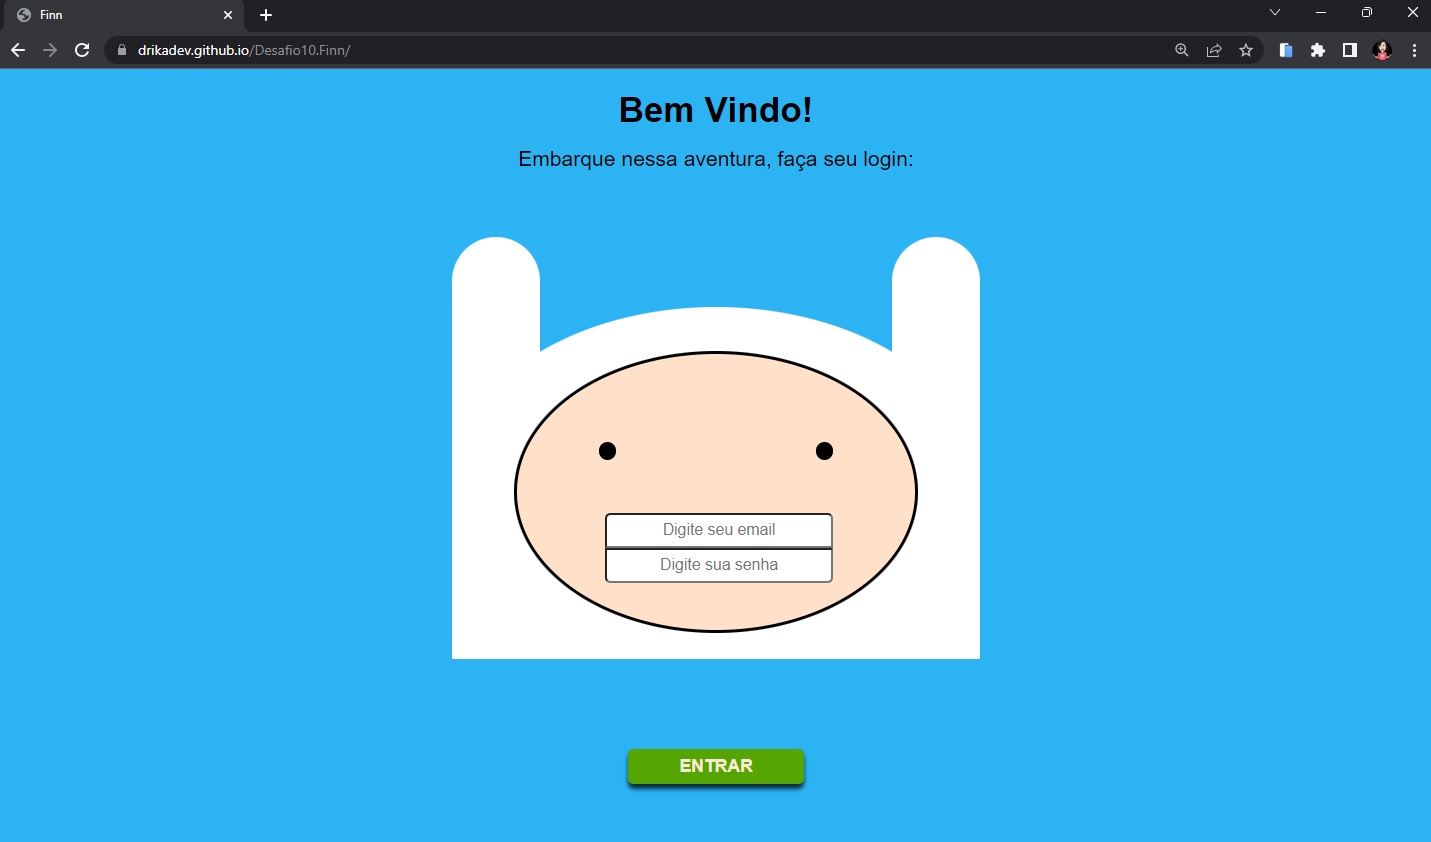 Finn
drikadev.github.io/Desafio10.Finn/
Bem Vindo!
Embarque nessa aventura, faça seu login:
Digite seu email
Digite sua senha
ENTRAR